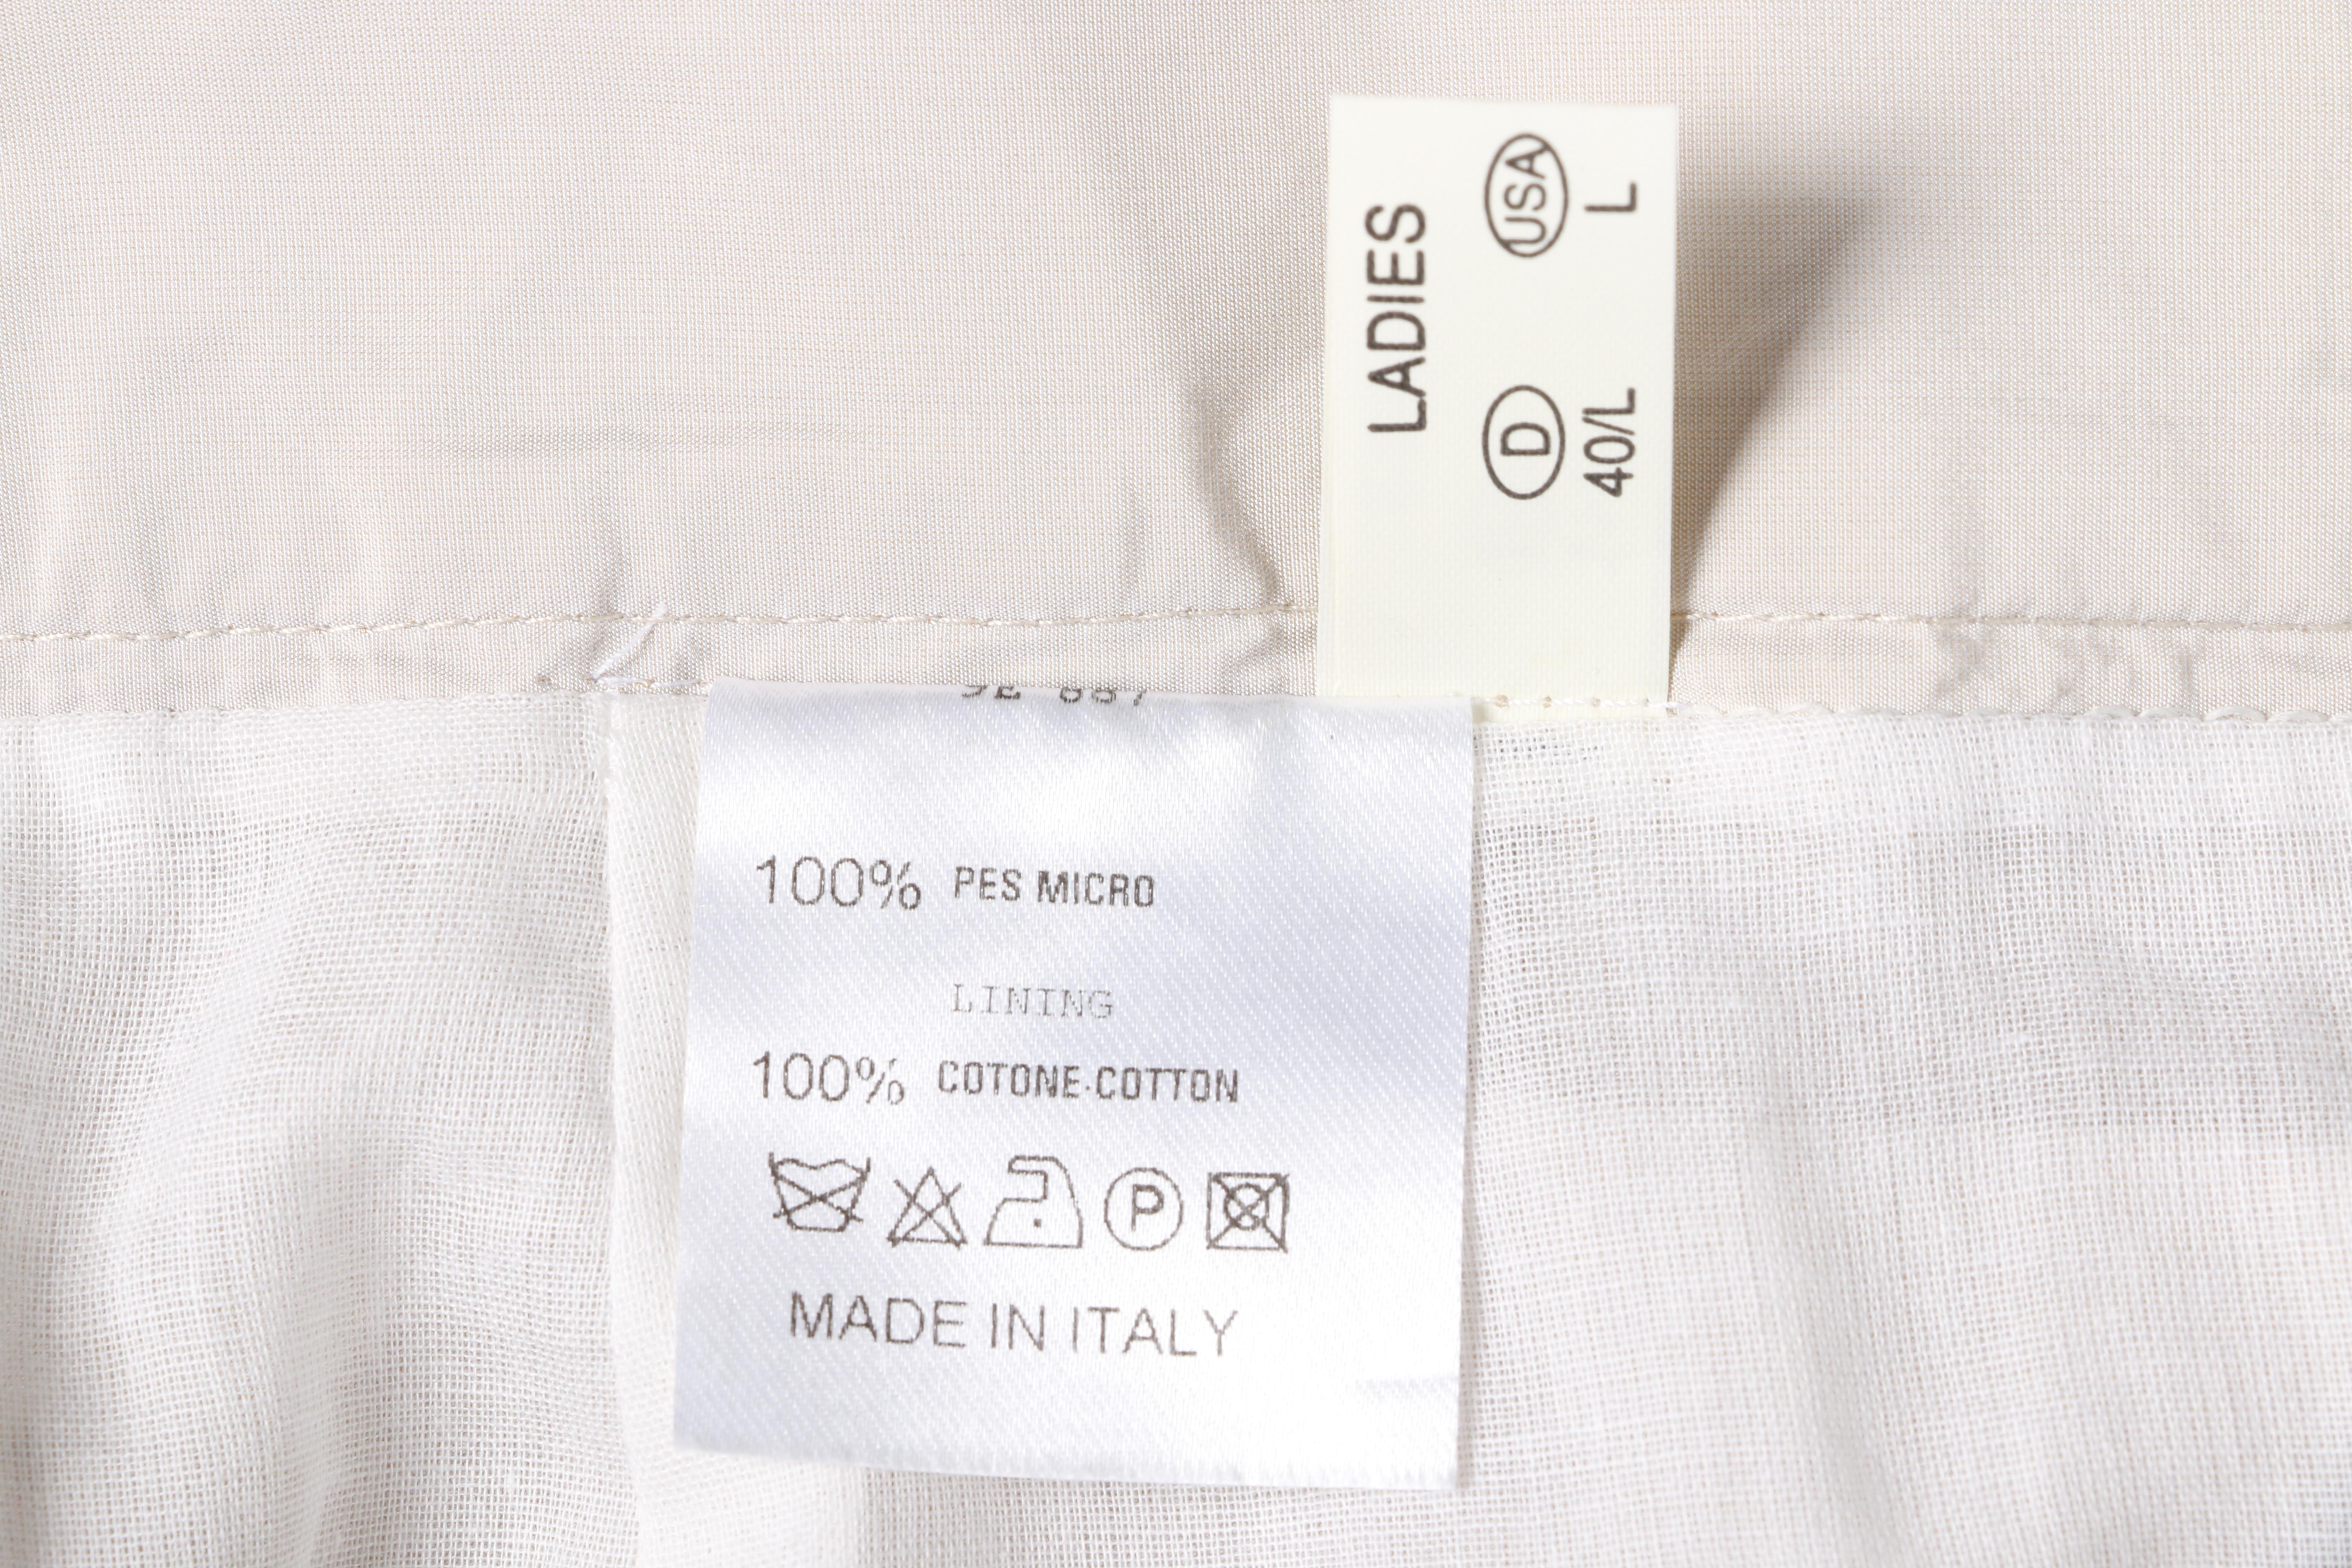 LADIES
D USA
40/L L
100% PES MICRO
LINING
100% COTONE·COTTON
P
MADE IN ITALY